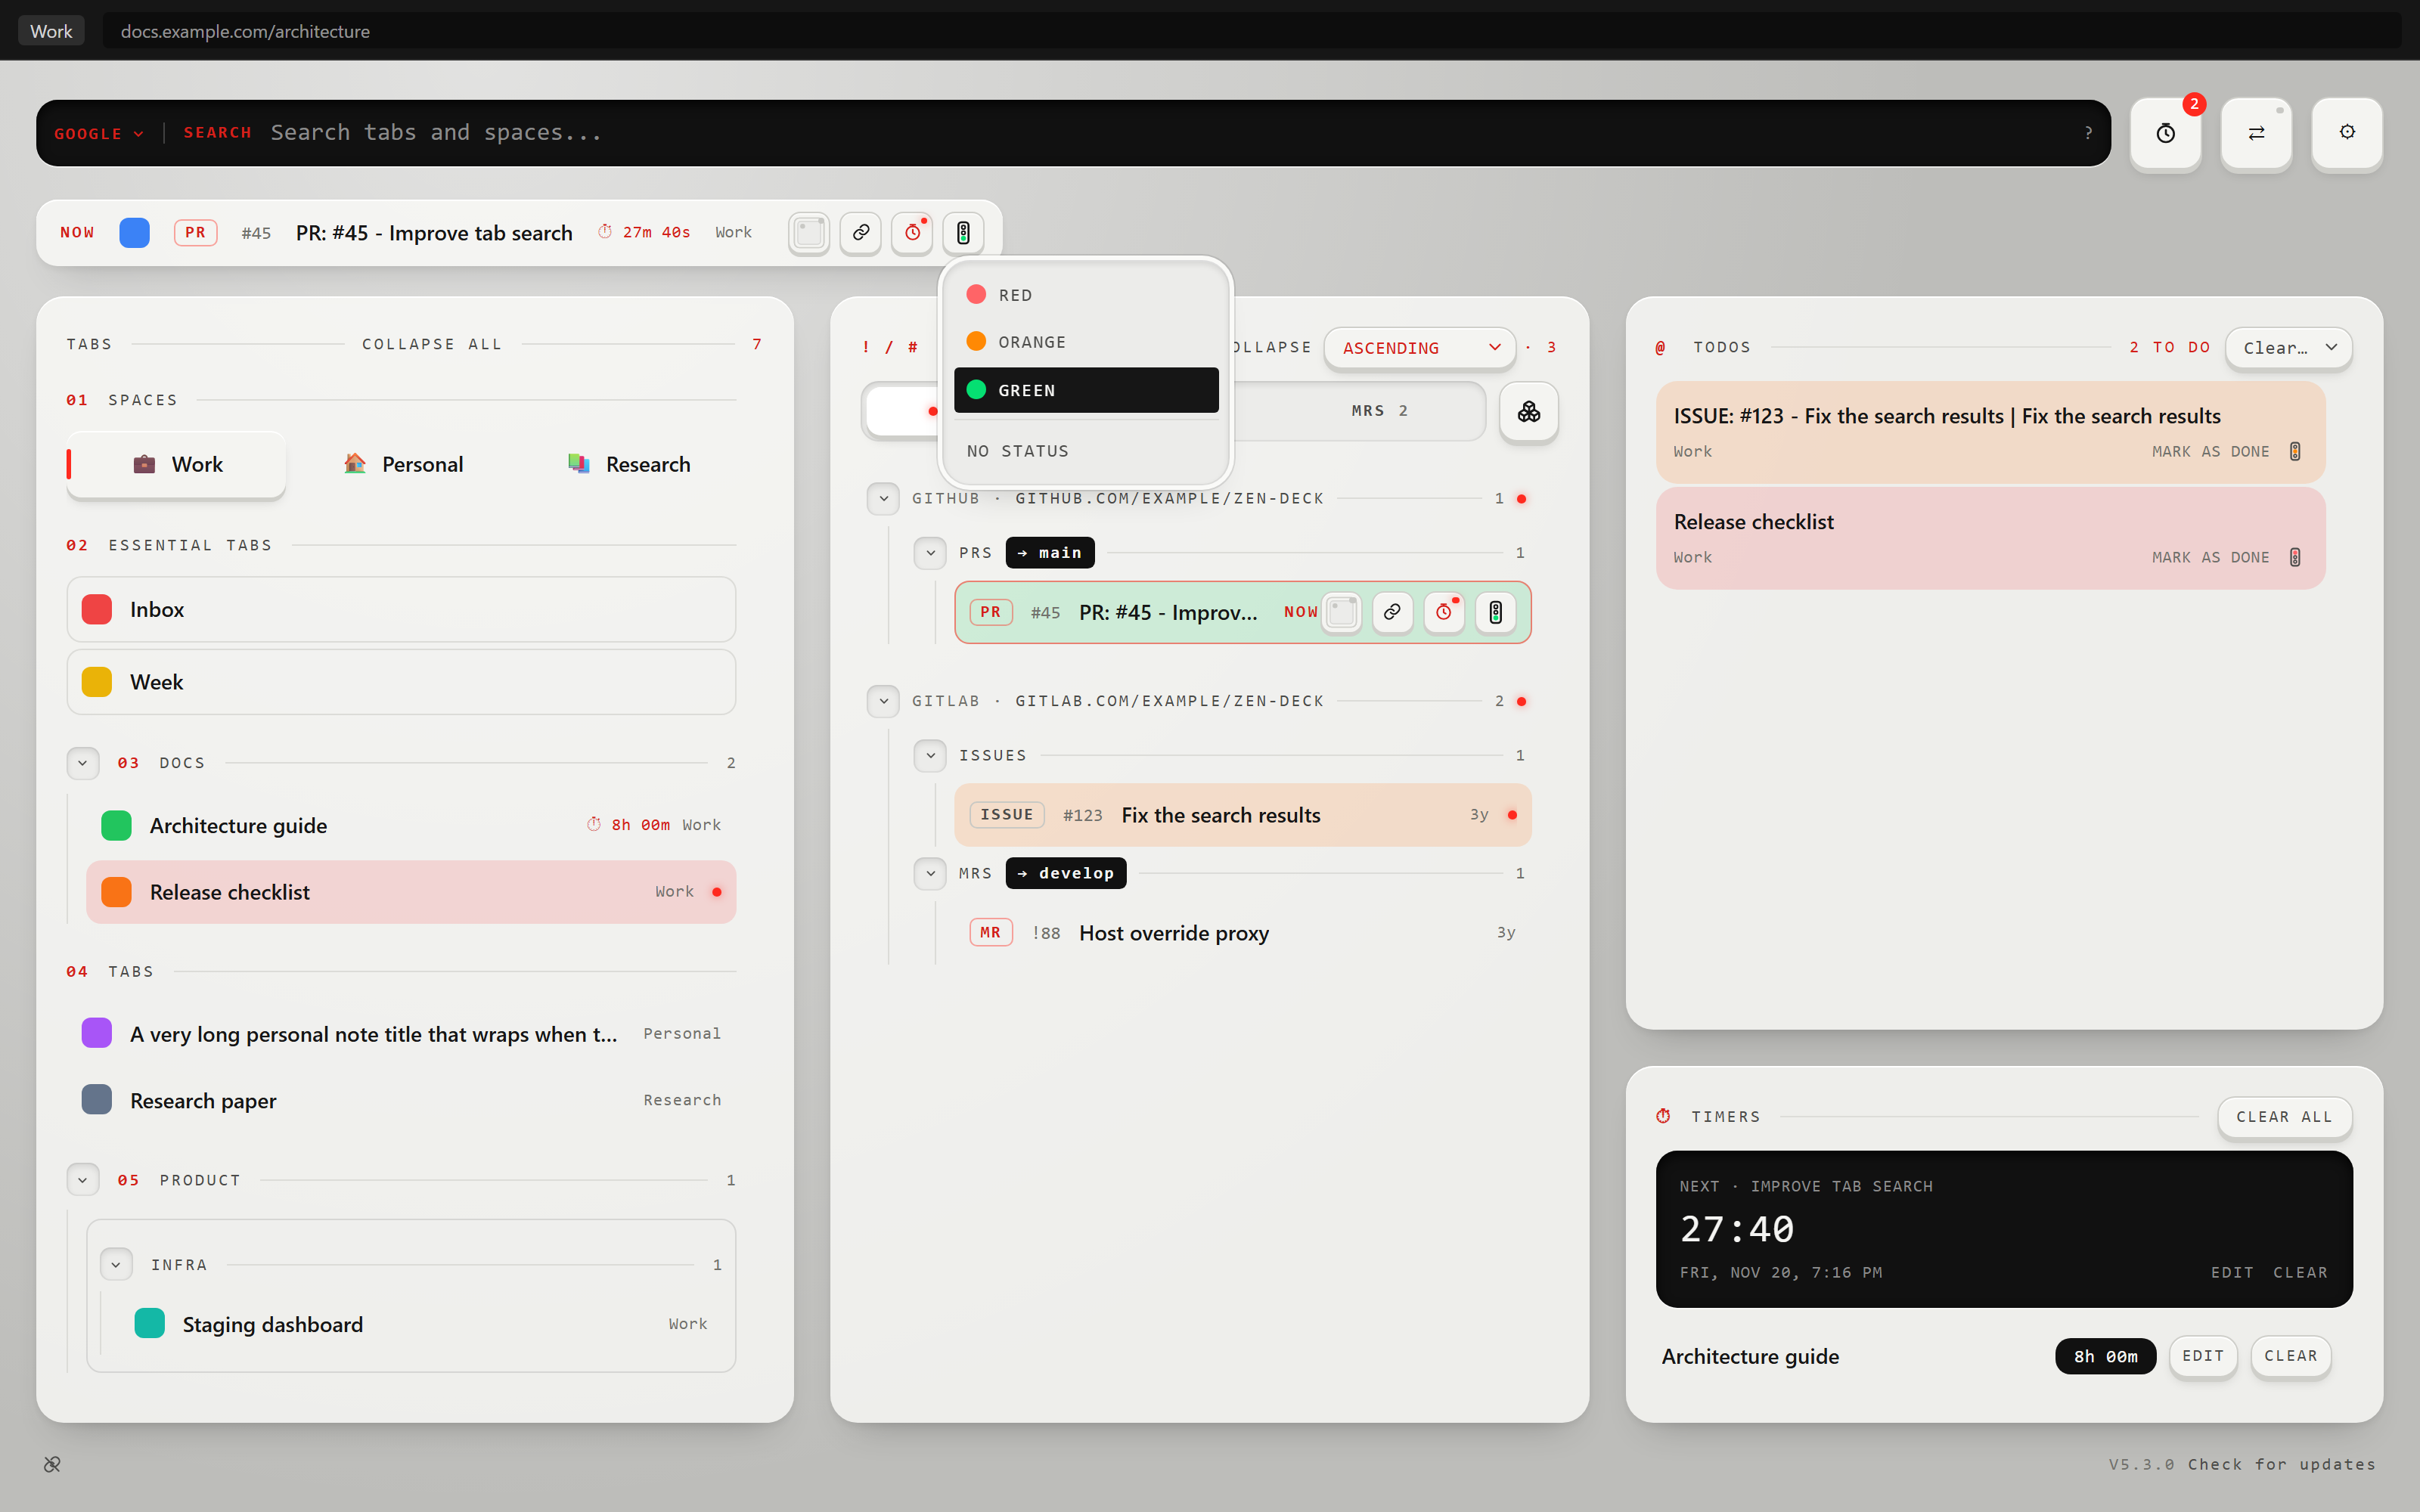 Work docs.example.com/architecture
GOOGLE SEARCH Search tabs and spaces... ?
2
NOW PR #45 PR: #45 - Improve tab search 27m 40s Work
RED
ORANGE
GREEN
NO STATUS
TABS COLLAPSE ALL 7
01 SPACES
Work Personal Research
02 ESSENTIAL TABS
Inbox
Week
03 DOCS 2
Architecture guide 8h 00m Work
Release checklist Work
04 TABS
A very long personal note title that wraps when t... Personal
Research paper Research
05 PRODUCT 1
INFRA 1
Staging dashboard Work
! / # OLLAPSE ASCENDING · 3
MRS 2
GITHUB · GITHUB.COM/EXAMPLE/ZEN-DECK 1
PRS → main 1
PR #45 PR: #45 - Improv... NOW
GITLAB · GITLAB.COM/EXAMPLE/ZEN-DECK 2
ISSUES 1
ISSUE #123 Fix the search results 3y
MRS → develop 1
MR !88 Host override proxy 3y
@ TODOS 2 TO DO Clear...
ISSUE: #123 - Fix the search results | Fix the search results
Work MARK AS DONE
Release checklist
Work MARK AS DONE
TIMERS CLEAR ALL
NEXT · IMPROVE TAB SEARCH
27:40
FRI, NOV 20, 7:16 PM EDIT CLEAR
Architecture guide 8h 00m EDIT CLEAR
V5.3.0 Check for updates